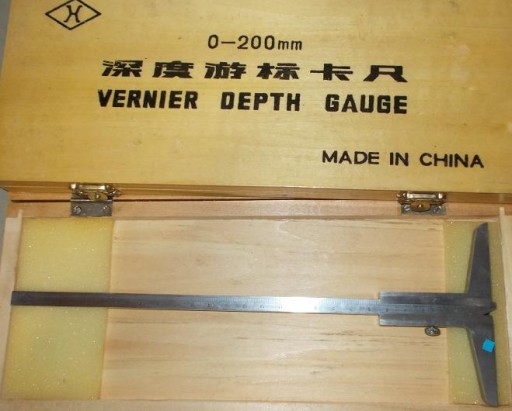 H
0-200mm
深度游标卡尺
VERNIER DEPTH GAUGE
MADE IN CHINA